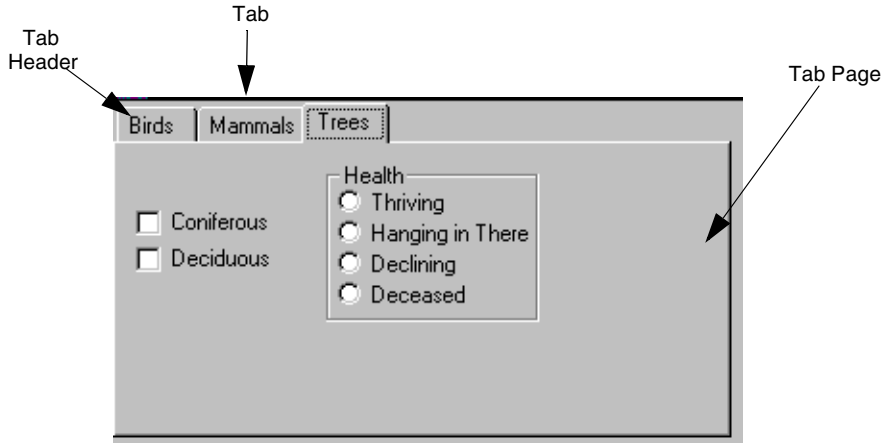 Tab
Tab
Header
Tab Page
Birds Mammals Trees
Health
Thriving
Coniferous
Hanging in There
Deciduous
Declining
Deceased